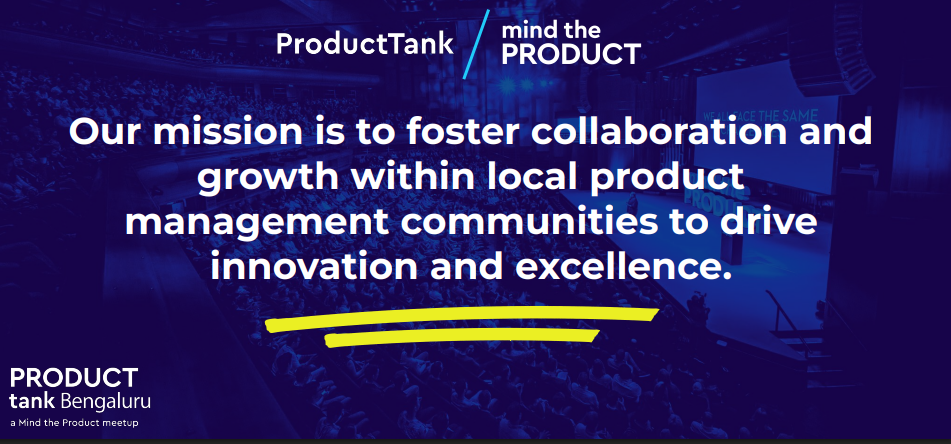 ProductTank
mind the
PRODUCT
Our mission is to foster collaboration and
growth within local product
management communities to drive
innovation and excellence.
PRODUCT
tank Bengaluru
a Mind the Product meetup